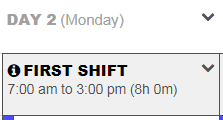 DAY 2 (Monday)
FIRST SHIFT
7:00 am to 3:00 pm (8h 0m)